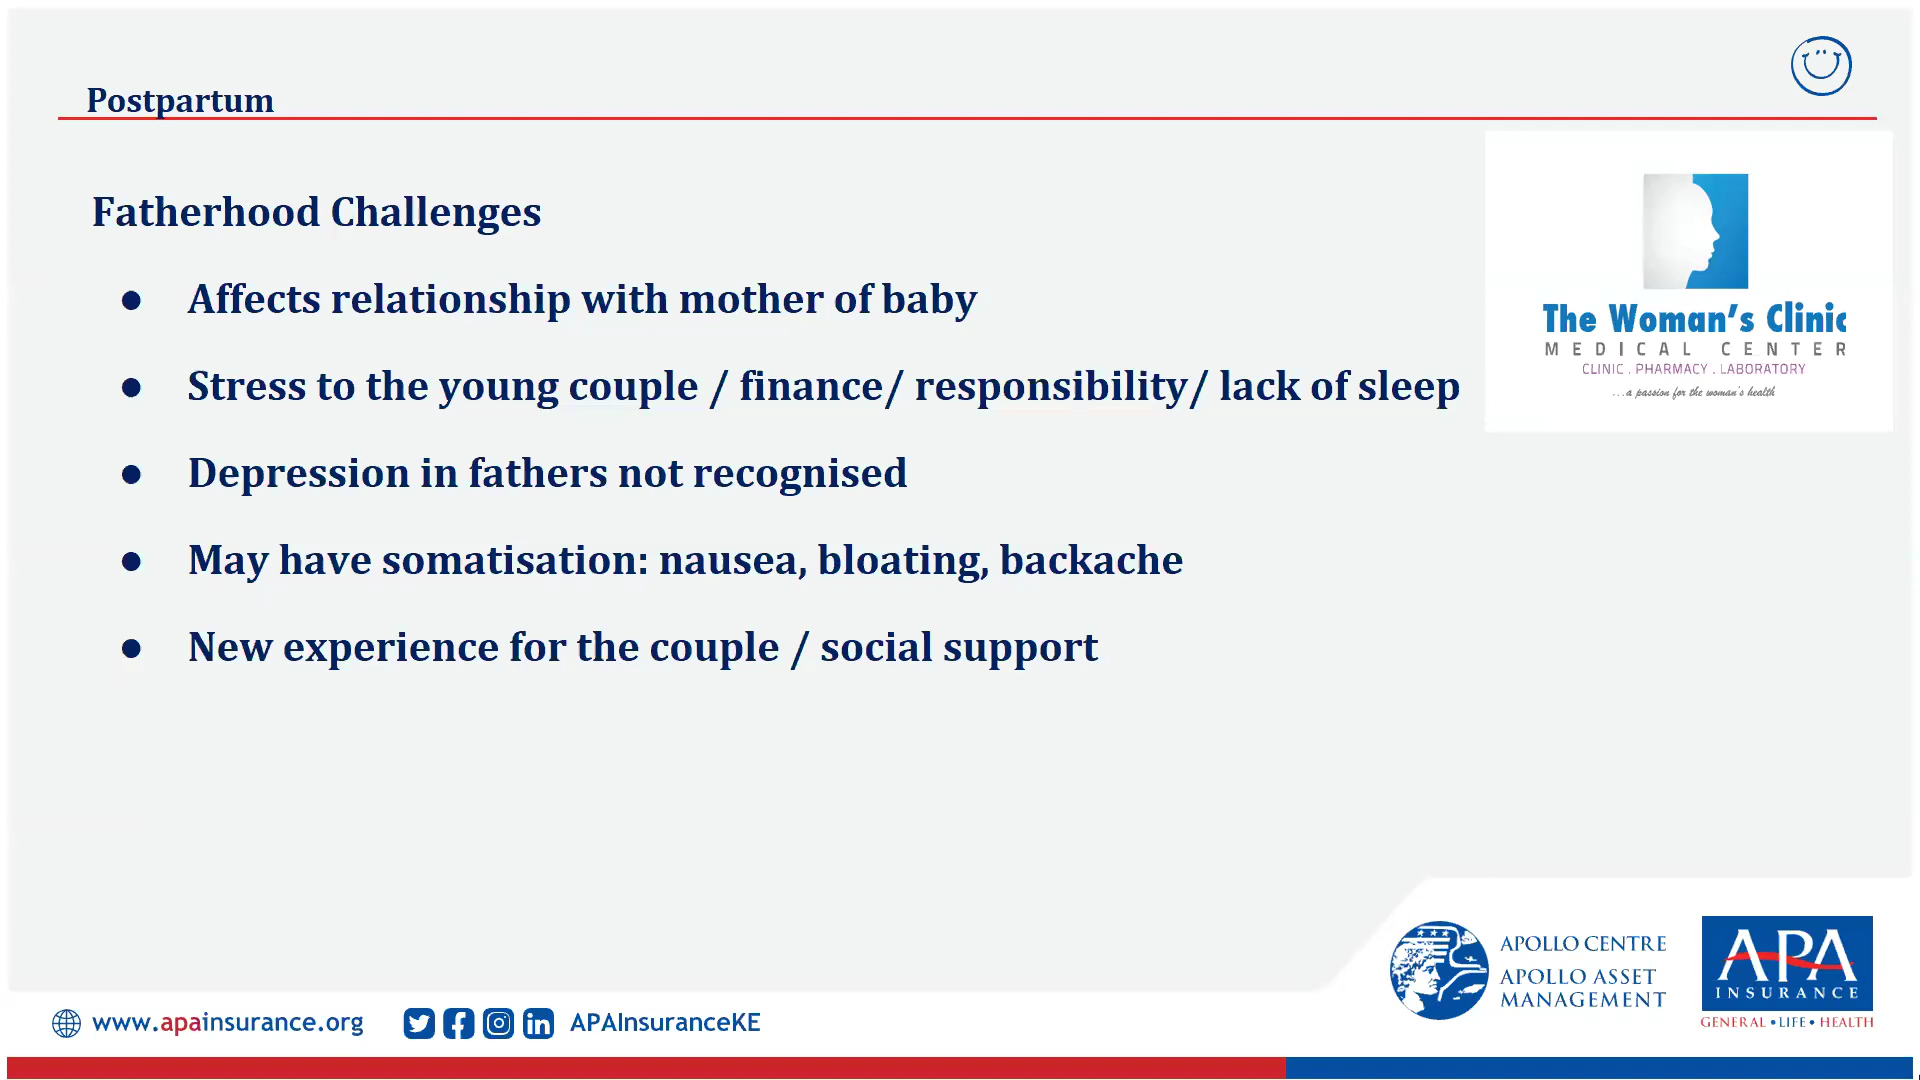 Postpartum
Fatherhood Challenges
● Affects relationship with mother of baby
● Stress to the young couple / finance/ responsibility/ lack of sleep
● Depression in fathers not recognised
● May have somatisation: nausea, bloating, backache
● New experience for the couple / social support
The Woman's Clinic
MEDICAL CENTER
CLINIC . PHARMACY . LABORATORY
...a passion for the woman's health
APOLLO CENTRE
APOLLO ASSET
MANAGEMENT
APA
INSURANCE
GENERAL • LIFE • HEALTH
www.apainsurance.org
APAInsuranceKE